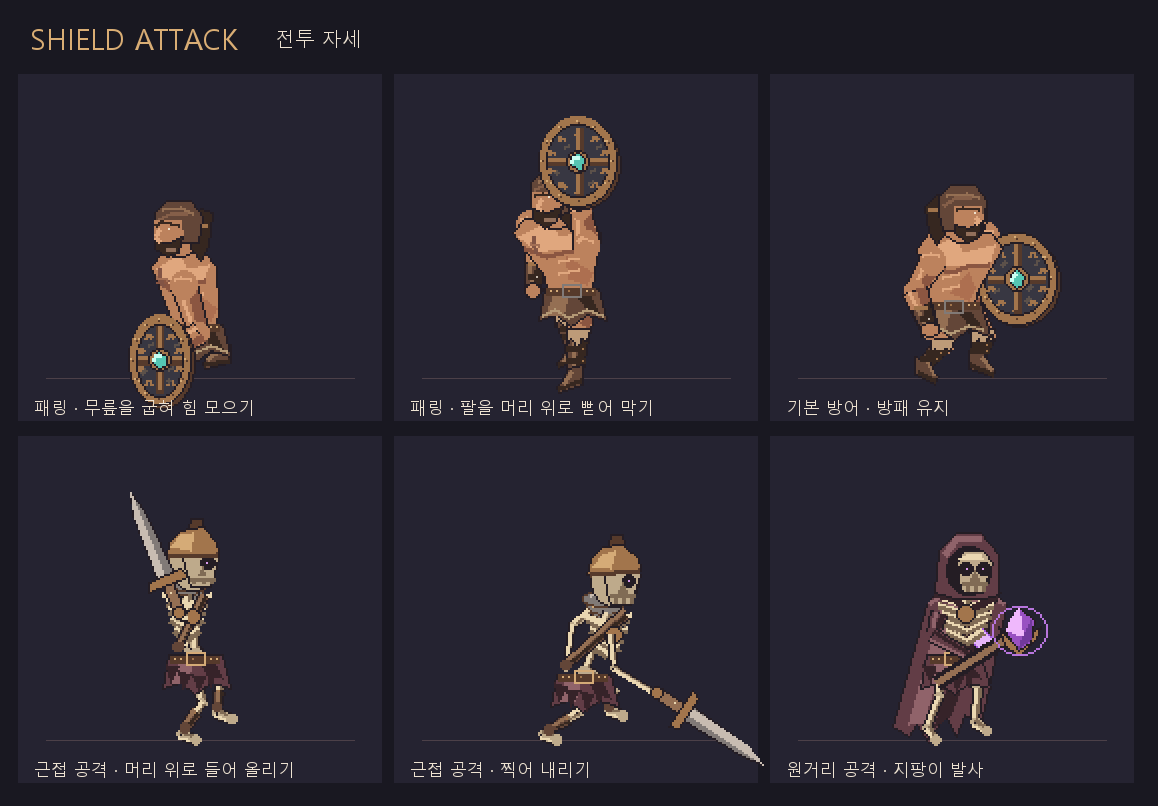 SHIELD ATTACK 전투 자세
패링 · 무릎을 굽혀 힘 모으기
패링 · 팔을 머리 위로 뻗어 막기
기본 방어 · 방패 유지
근접 공격 · 머리 위로 들어 올리기
근접 공격 · 찍어 내리기
원거리 공격 · 지팡이 발사